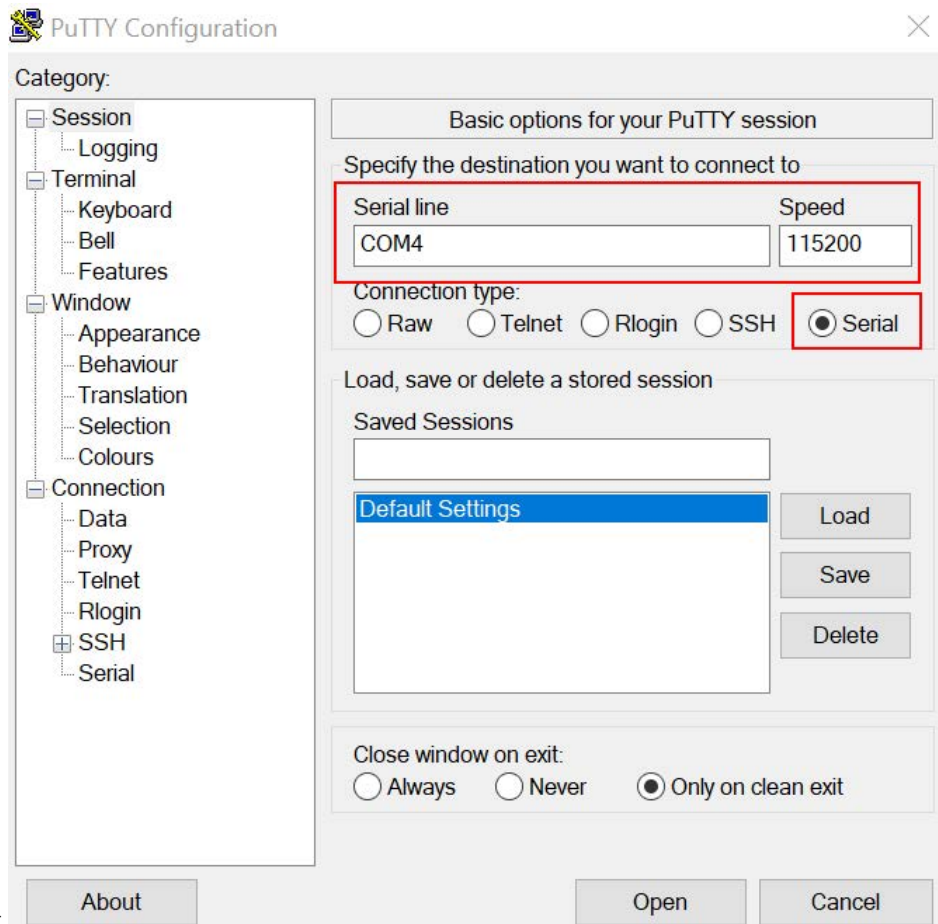 PuTTY Configuration
Category:
Session
Logging
Terminal
Keyboard
Bell
Features
Window
Appearance
Behaviour
Translation
Selection
Colours
Connection
Data
Proxy
Telnet
Rlogin
SSH
Serial
Basic options for your PuTTY session
Specify the destination you want to connect to
Serial line Speed
COM4 115200
Connection type:
Raw Telnet Rlogin SSH Serial
Load, save or delete a stored session
Saved Sessions
Default Settings
Load
Save
Delete
Close window on exit:
Always Never Only on clean exit
About Open Cancel